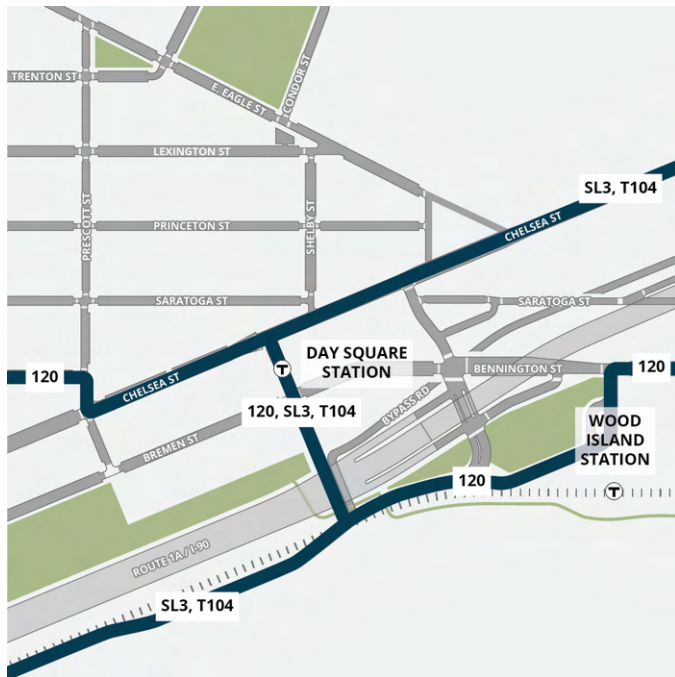 TRENTON ST
E. EAGLE ST
CONDOR ST
LEXINGTON ST
PRESCOTT ST
SHELBY ST
PRINCETON ST
SL3, T104
CHELSEA ST
SARATOGA ST
SARATOGA ST
120
CHELSEA ST
T
DAY SQUARE
STATION
BENNINGTON ST
120
120, SL3, T104
BYPASS RD
BREMEN ST
WOOD
ISLAND
STATION
T
120
ROUTE 1A / I-90
SL3, T104